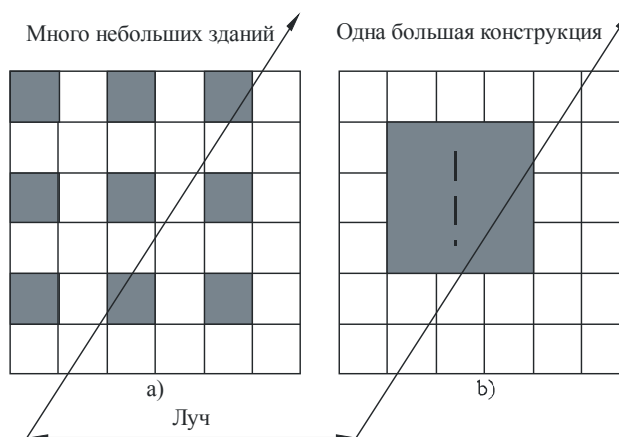 Много небольших зданий
Одна большая конструкция
a)
b)
Луч